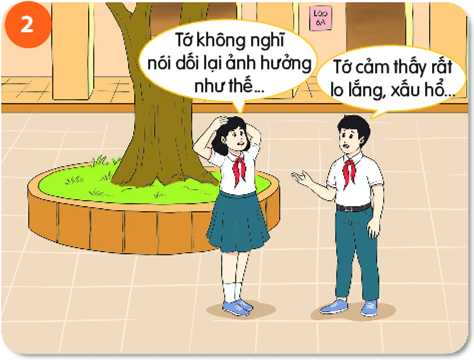 2
LỚP
6A
Tớ không nghĩ
nói dối lại ảnh hưởng
như thế...
Tớ cảm thấy rất
lo lắng, xấu hổ...